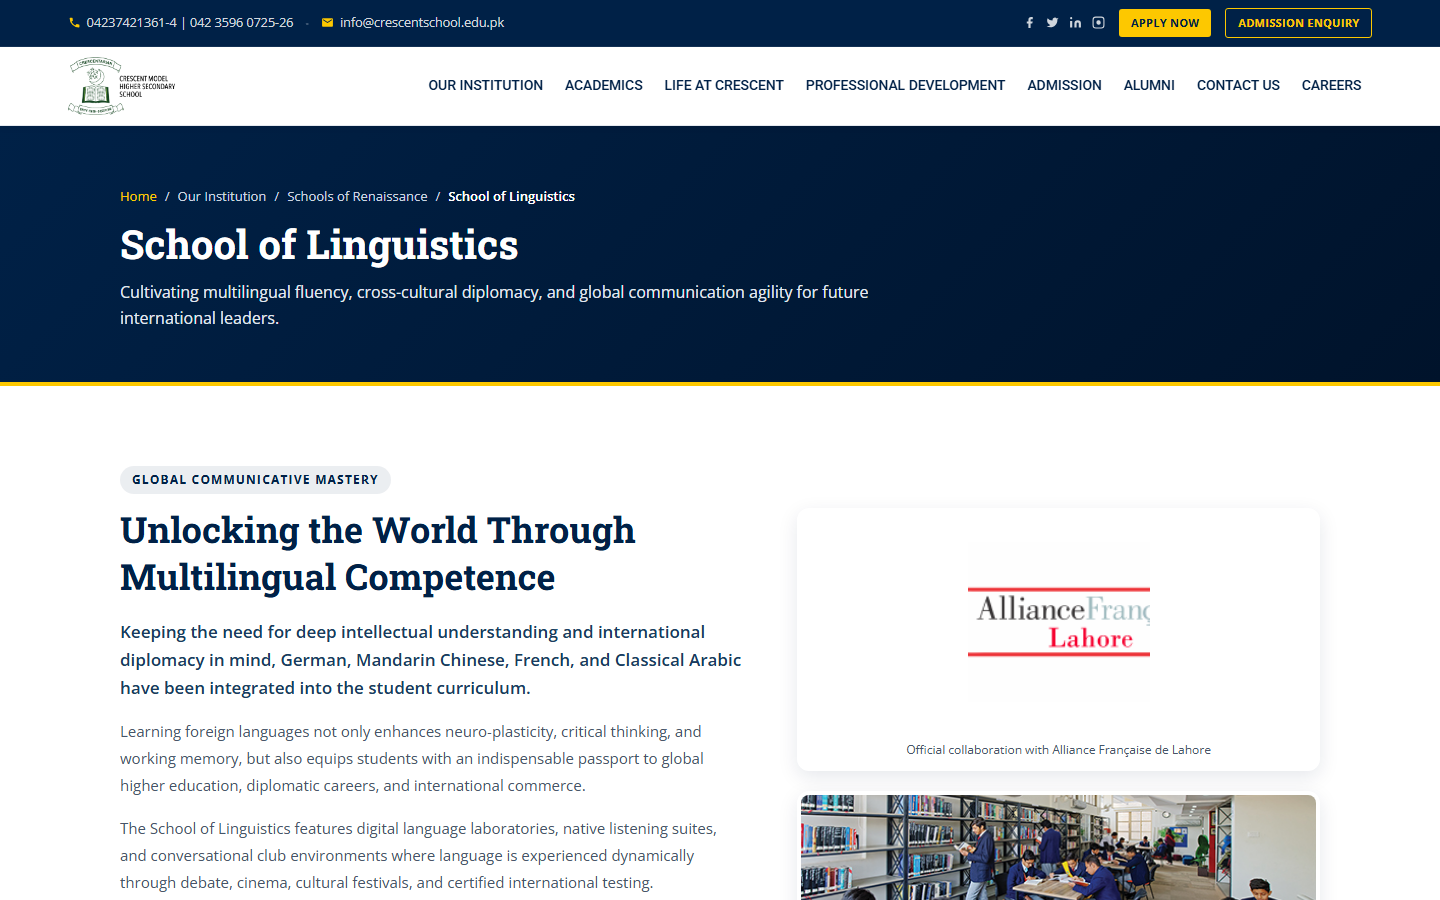 04237421361-4 | 042 3596 0725-26 - info@crescentschool.edu.pk
APPLY NOW
ADMISSION ENQUIRY
CRESCENTARIAN
CRESCENT MODEL
HIGHER SECONDARY
SCHOOL
OUR INSTITUTION
ACADEMICS
LIFE AT CRESCENT
PROFESSIONAL DEVELOPMENT
ADMISSION
ALUMNI
CONTACT US
CAREERS
Home / Our Institution / Schools of Renaissance / School of Linguistics
School of Linguistics
Cultivating multilingual fluency, cross-cultural diplomacy, and global communication agility for future
international leaders.
GLOBAL COMMUNICATIVE MASTERY
Unlocking the World Through
Multilingual Competence
Keeping the need for deep intellectual understanding and international
diplomacy in mind, German, Mandarin Chinese, French, and Classical Arabic
have been integrated into the student curriculum.
Learning foreign languages not only enhances neuro-plasticity, critical thinking, and
working memory, but also equips students with an indispensable passport to global
higher education, diplomatic careers, and international commerce.
The School of Linguistics features digital language laboratories, native listening suites,
and conversational club environments where language is experienced dynamically
through debate, cinema, cultural festivals, and certified international testing.
AllianceFranç
Lahore
Official collaboration with Alliance Française de Lahore